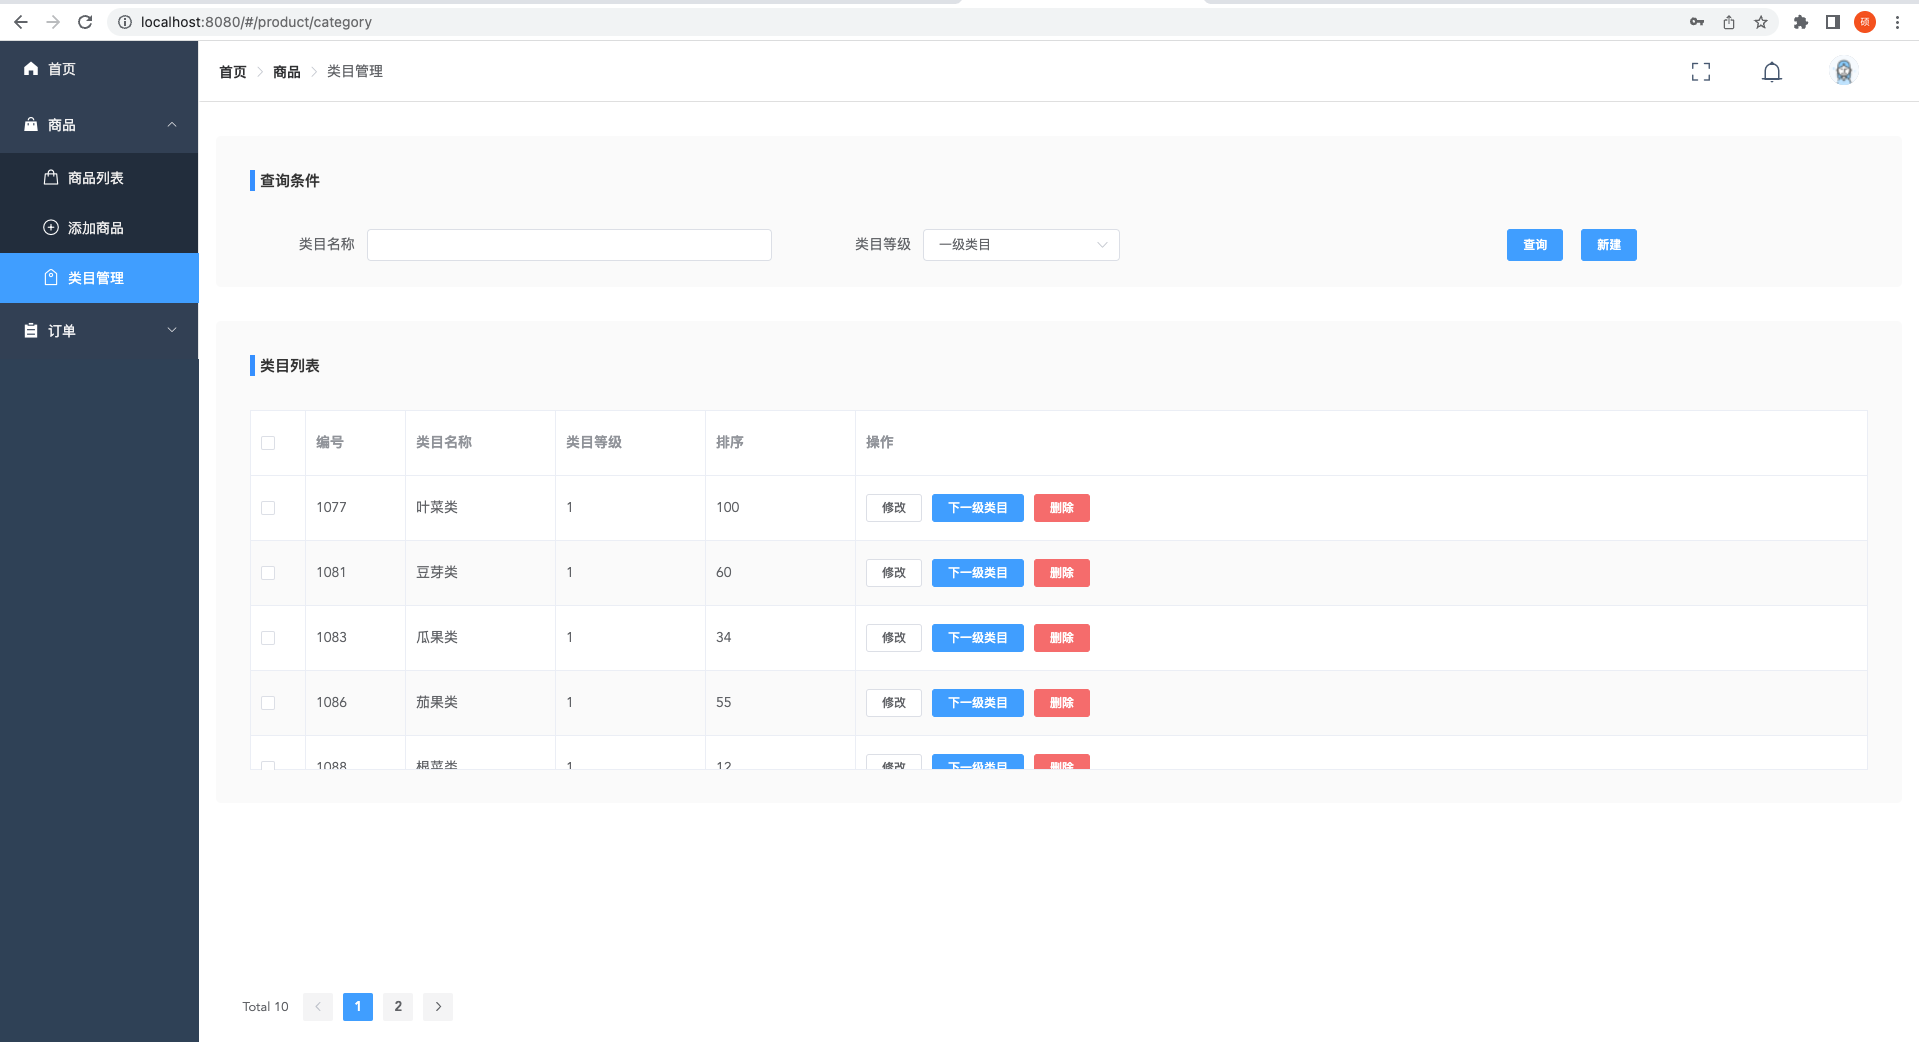 localhost:8080/#/product/category
硕
首页
商品
商品列表
添加商品
类目管理
订单
首页 商品 类目管理
查询条件
类目名称 类目等级 一级类目 查询 新建
类目列表
编号 类目名称 类目等级 排序 操作
1077 叶菜类 1 100 修改 下一级类目 删除
1081 豆芽类 1 60 修改 下一级类目 删除
1083 瓜果类 1 34 修改 下一级类目 删除
1086 茄果类 1 55 修改 下一级类目 删除
1088 根菜类 1 12 修改 下一级类目 删除
Total 10 1 2